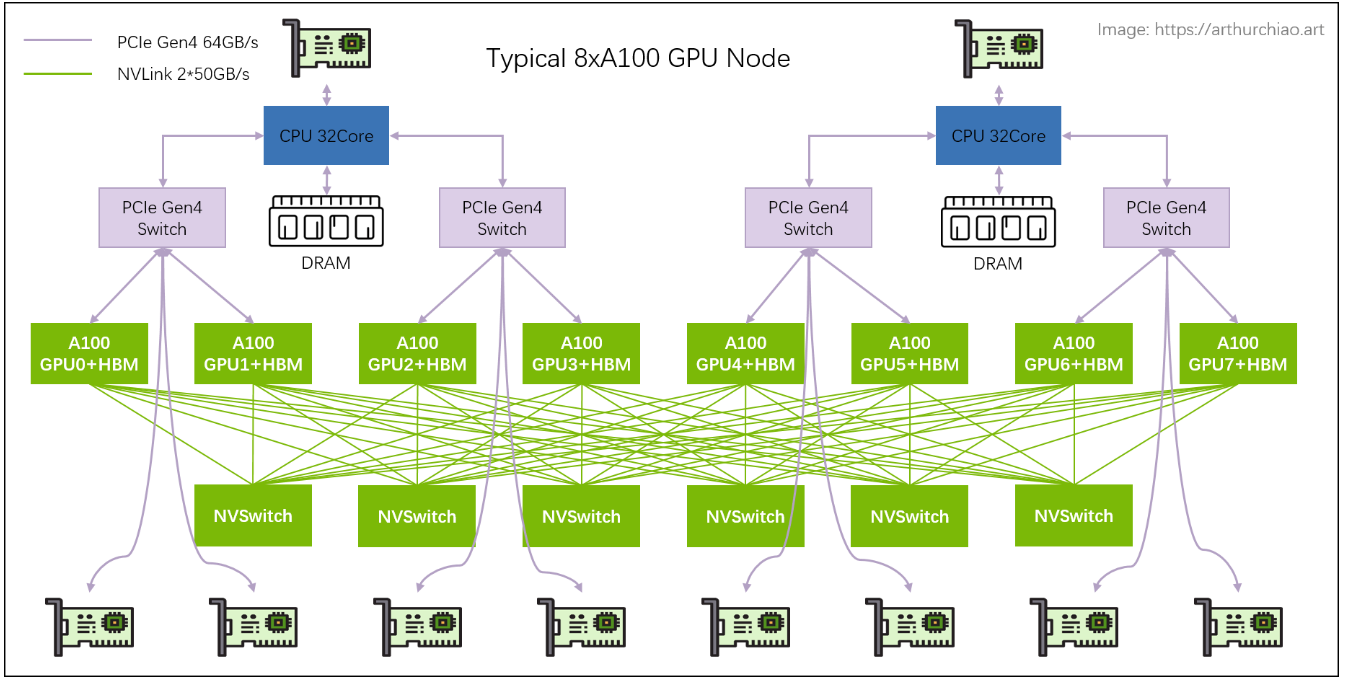 PCIe Gen4 64GB/s
NVLink 2*50GB/s
Typical 8xA100 GPU Node
Image: https://arthurchiao.art
CPU 32Core
CPU 32Core
PCIe Gen4
Switch
DRAM
PCIe Gen4
Switch
PCIe Gen4
Switch
DRAM
PCIe Gen4
Switch
A100
GPU0+HBM
A100
GPU1+HBM
A100
GPU2+HBM
A100
GPU3+HBM
A100
GPU4+HBM
A100
GPU5+HBM
A100
GPU6+HBM
A100
GPU7+HBM
NVSwitch
NVSwitch
NVSwitch
NVSwitch
NVSwitch
NVSwitch